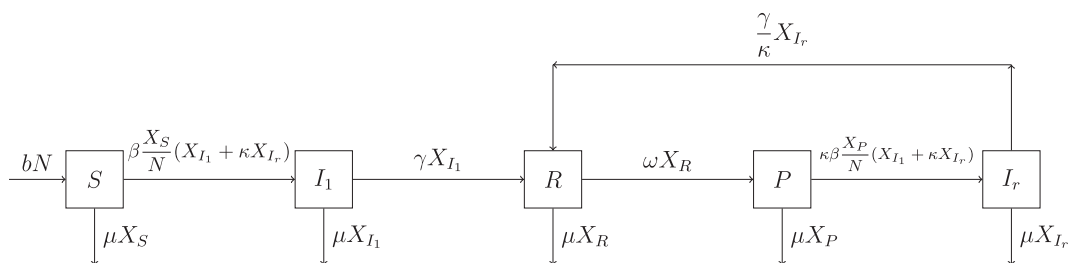 γ/κ X_{I_r}
bN
S
β X_S/N (X_{I_1} + κX_{I_r})
I_1
γX_{I_1}
R
ωX_R
P
κβ X_P/N (X_{I_1} + κX_{I_r})
I_r
μX_S
μX_{I_1}
μX_R
μX_P
μX_{I_r}